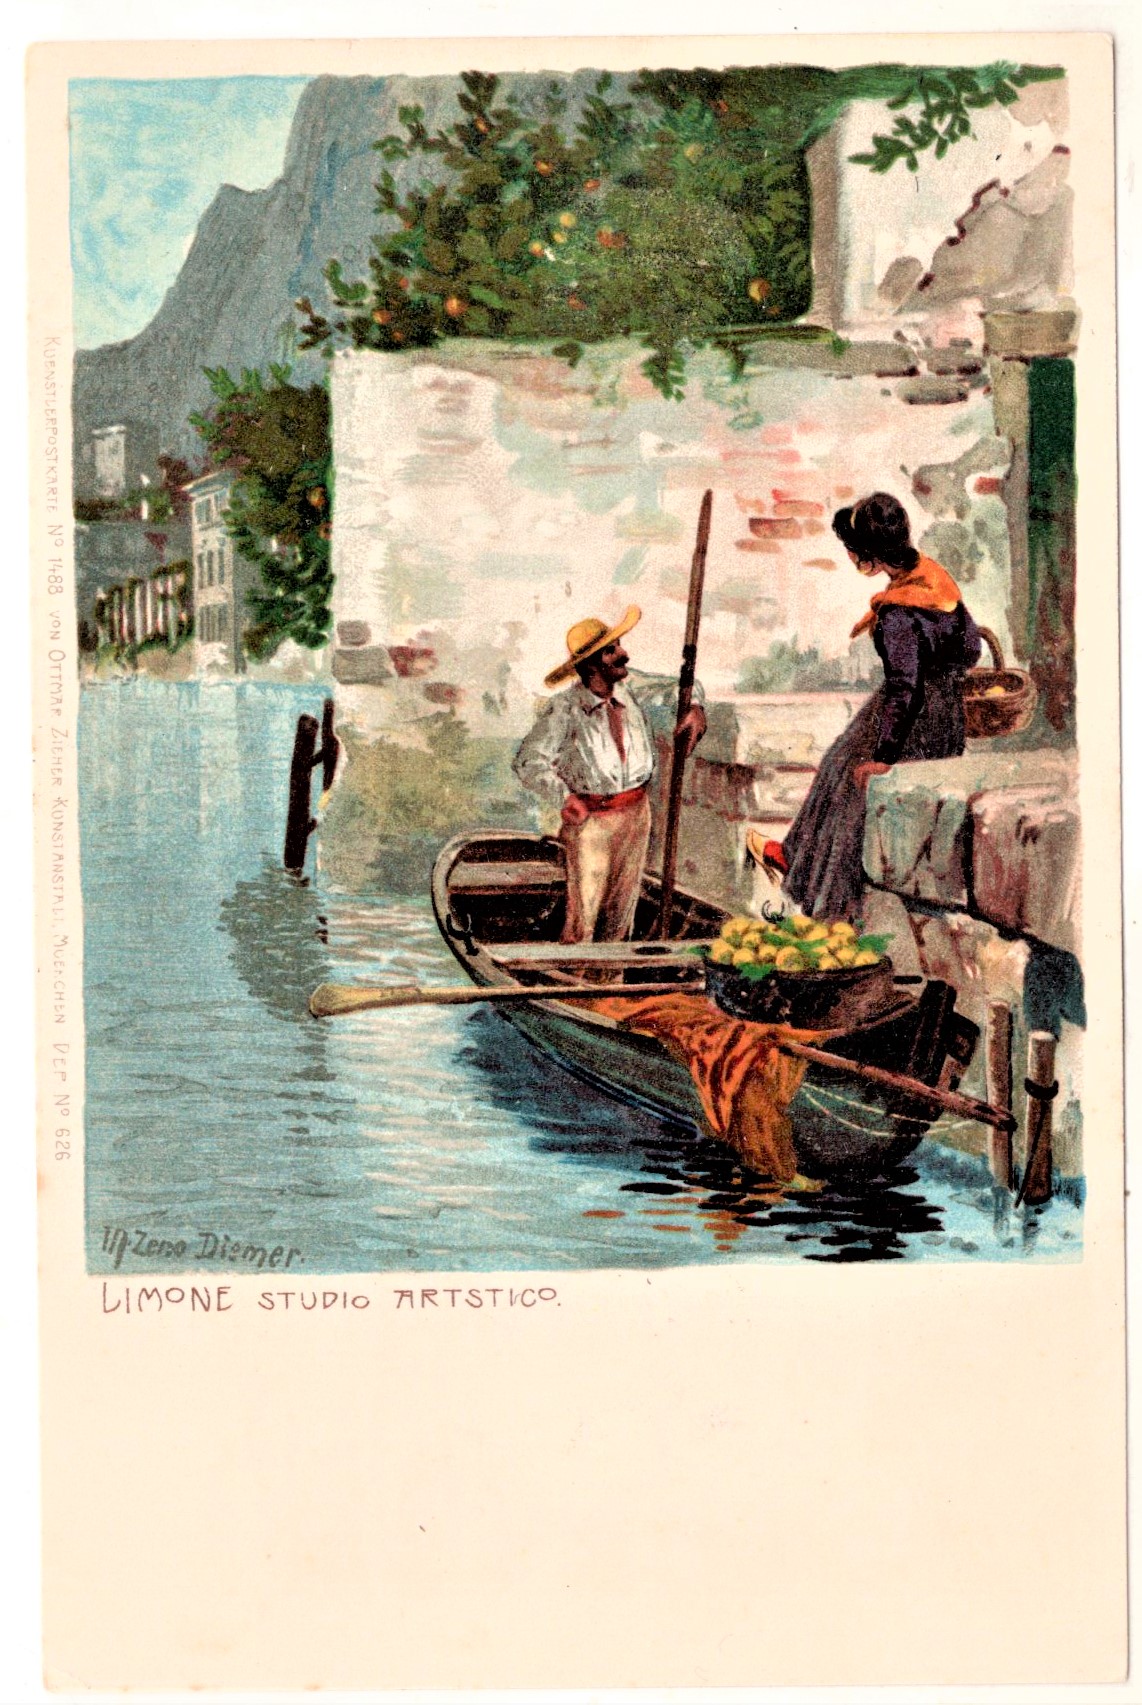 KUENSTLERPOSTKARTE Nº 1488 VON OTTMAR ZIEHER KUNSTANSTALT, MUENCHEN DEP Nº 626
M Zeno Diemer.
LIMONE STUDIO ARTSTICO.